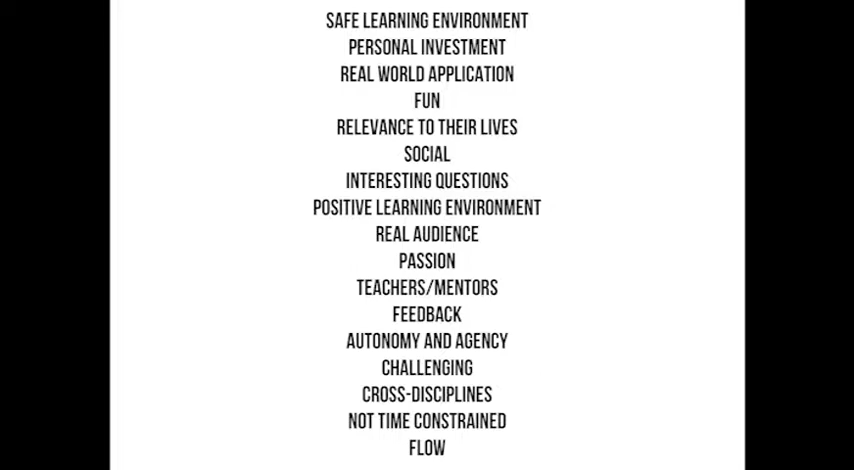 SAFE LEARNING ENVIRONMENT
PERSONAL INVESTMENT
REAL WORLD APPLICATION
FUN
RELEVANCE TO THEIR LIVES
SOCIAL
INTERESTING QUESTIONS
POSITIVE LEARNING ENVIRONMENT
REAL AUDIENCE
PASSION
TEACHERS/MENTORS
FEEDBACK
AUTONOMY AND AGENCY
CHALLENGING
CROSS-DISCIPLINES
NOT TIME CONSTRAINED
FLOW